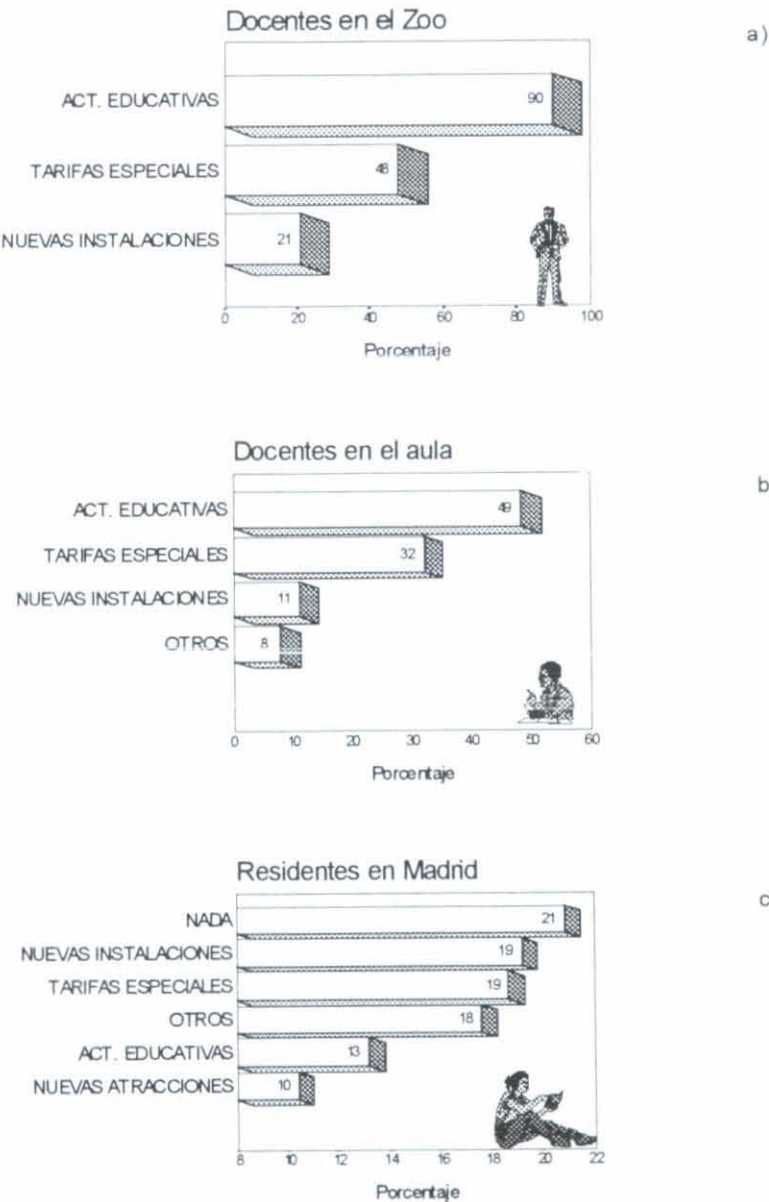 Docentes en el Zoo
a)
ACT. EDUCATIVAS
90
TARIFAS ESPECIALES
48
NUEVAS INSTALACIONES
21
0 20 40 60 80 100
Porcentaje
Docentes en el aula
b
ACT. EDUCATIVAS
49
TARIFAS ESPECIALES
32
NUEVAS INSTALACIONES
11
OTROS
8
0 10 20 30 40 50 60
Porcentaje
Residentes en Madrid
c
NADA
21
NUEVAS INSTALACIONES
19
TARIFAS ESPECIALES
19
OTROS
18
ACT. EDUCATIVAS
13
NUEVAS ATRACCIONES
10
8 10 12 14 16 18 20 22
Porcentaje